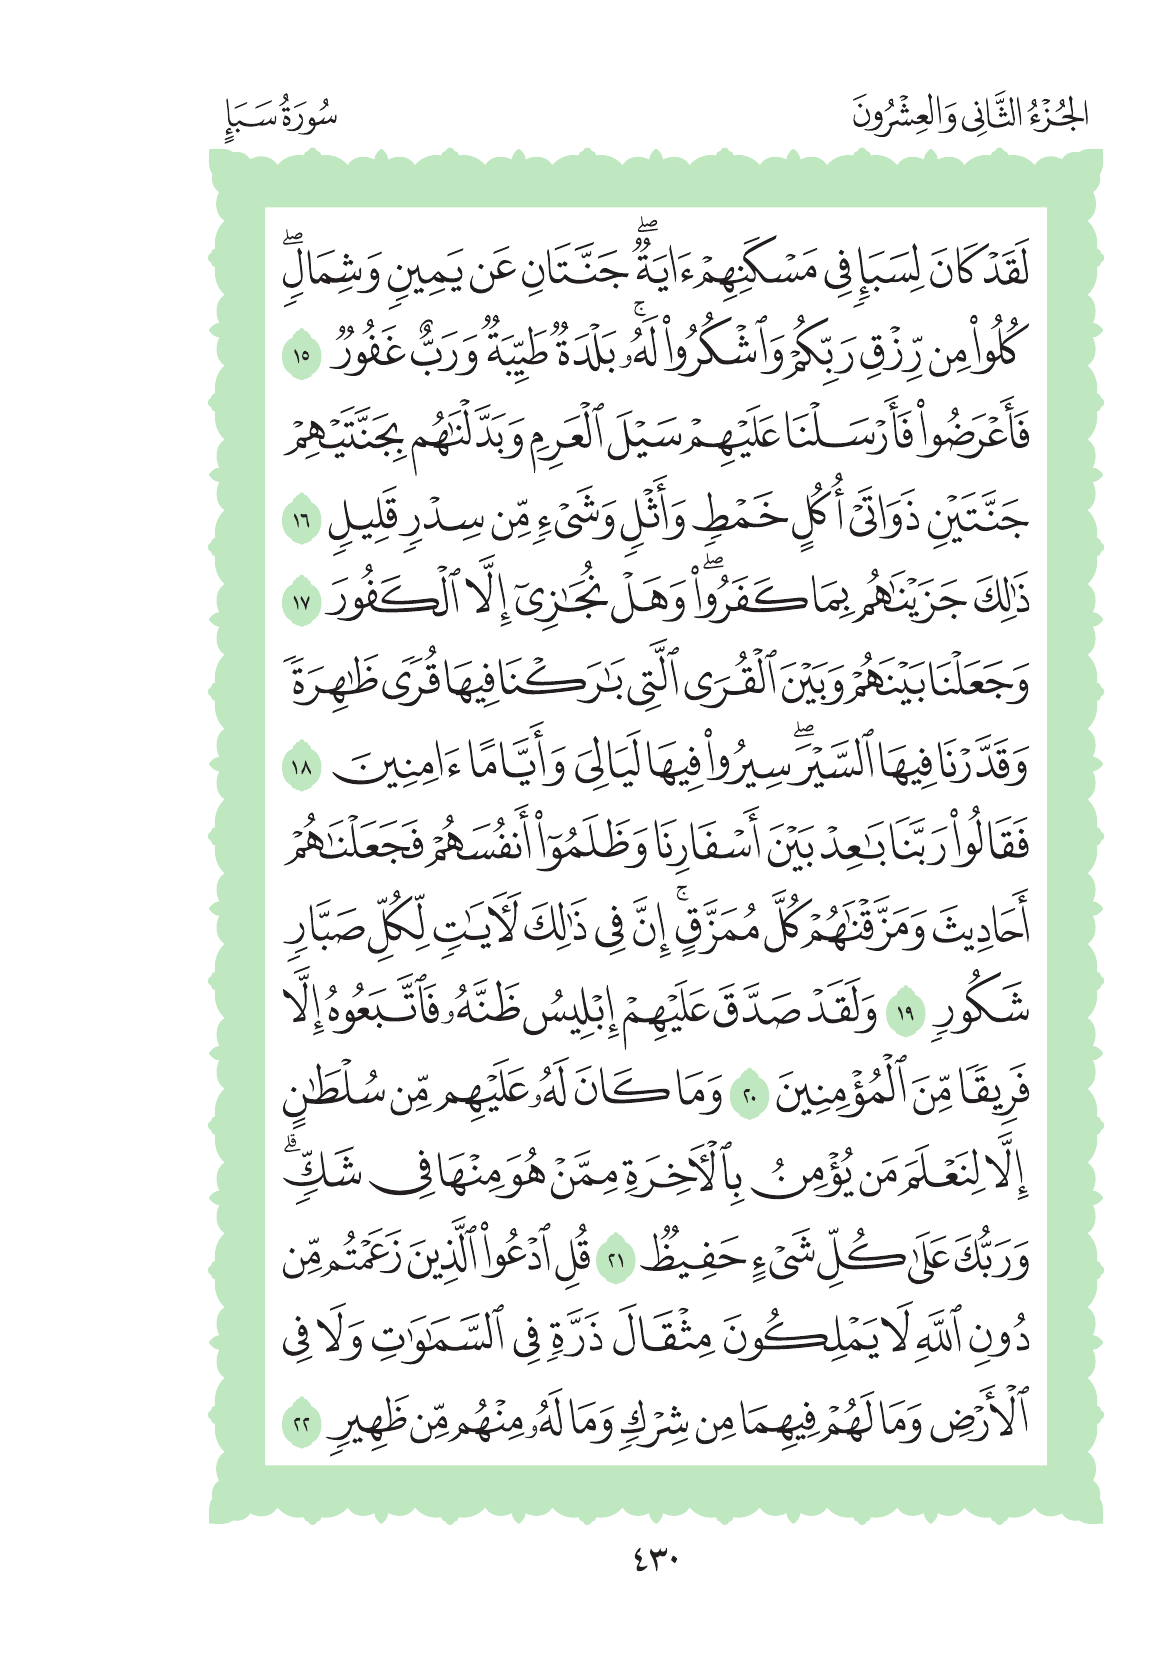 الجُزْءُ الثَّانِي وَالعِشْرُونَ
سُورَةُ سَبَإٍ
لَقَدۡ كَانَ لِسَبَإٖ فِي مَسۡكَنِهِمۡ ءَايَةٞۖ جَنَّتَانِ عَن يَمِينٖ وَشِمَالٖۖ
كُلُواْ مِن رِّزۡقِ رَبِّكُمۡ وَٱشۡكُرُواْ لَهُۥۚ بَلۡدَةٞ طَيِّبَةٞ وَرَبٌّ غَفُورٞ ١٥
فَأَعۡرَضُواْ فَأَرۡسَلۡنَا عَلَيۡهِمۡ سَيۡلَ ٱلۡعَرِمِ وَبَدَّلۡنَٰهُم بِجَنَّتَيۡهِمۡ
جَنَّتَيۡنِ ذَوَاتَيۡ أُكُلٍ خَمۡطٖ وَأَثۡلٖ وَشَيۡءٖ مِّن سِدۡرٖ قَلِيلٖ ١٦
ذَٰلِكَ جَزَيۡنَٰهُم بِمَا كَفَرُواْۖ وَهَلۡ نُجَٰزِيٓ إِلَّا ٱلۡكَفُورَ ١٧
وَجَعَلۡنَا بَيۡنَهُمۡ وَبَيۡنَ ٱلۡقُرَى ٱلَّتِي بَٰرَكۡنَا فِيهَا قُرٗى ظَٰهِرَةٗ
وَقَدَّرۡنَا فِيهَا ٱلسَّيۡرَۖ سِيرُواْ فِيهَا لَيَالِيَ وَأَيَّامًا ءَامِنِينَ ١٨
فَقَالُواْ رَبَّنَا بَٰعِدۡ بَيۡنَ أَسۡفَارِنَا وَظَلَمُوٓاْ أَنفُسَهُمۡ فَجَعَلۡنَٰهُمۡ
أَحَادِيثَ وَمَزَّقۡنَٰهُمۡ كُلَّ مُمَزَّقٍۚ إِنَّ فِي ذَٰلِكَ لَأٓيَٰتٖ لِّكُلِّ صَبَّارٖ
شَكُورٖ ١٩ وَلَقَدۡ صَدَّقَ عَلَيۡهِمۡ إِبۡلِيسُ ظَنَّهُۥ فَٱتَّبَعُوهُ إِلَّا
فَرِيقٗا مِّنَ ٱلۡمُؤۡمِنِينَ ٢٠ وَمَا كَانَ لَهُۥ عَلَيۡهِم مِّن سُلۡطَٰنٍ
إِلَّا لِنَعۡلَمَ مَن يُؤۡمِنُ بِٱلۡأٓخِرَةِ مِمَّنۡ هُوَ مِنۡهَا فِي شَكّٖۗ
وَرَبُّكَ عَلَىٰ كُلِّ شَيۡءٍ حَفِيظٞ ٢١ قُلِ ٱدۡعُواْ ٱلَّذِينَ زَعَمۡتُم مِّن
دُونِ ٱللَّهِ لَا يَمۡلِكُونَ مِثۡقَالَ ذَرَّةٖ فِي ٱلسَّمَٰوَٰتِ وَلَا فِي
ٱلۡأَرۡضِ وَمَا لَهُمۡ فِيهِمَا مِن شِرۡكٖ وَمَا لَهُۥ مِنۡهُم مِّن ظَهِيرٖ ٢٢
٤٣٠